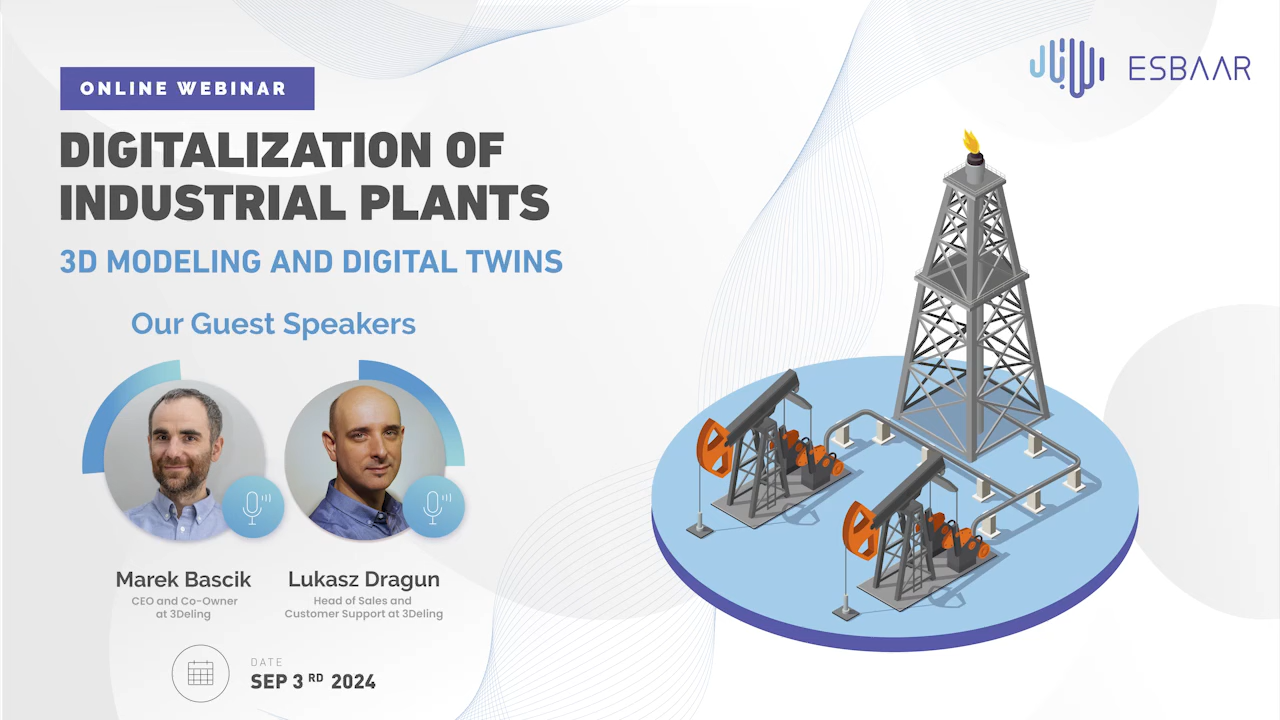 ONLINE WEBINAR
ESBAAR
DIGITALIZATION OF
INDUSTRIAL PLANTS
3D MODELING AND DIGITAL TWINS
Our Guest Speakers
Marek Bascik
CEO and Co-Owner
at 3Deling
Lukasz Dragun
Head of Sales and
Customer Support at 3Deling
DATE
SEP 3 RD 2024